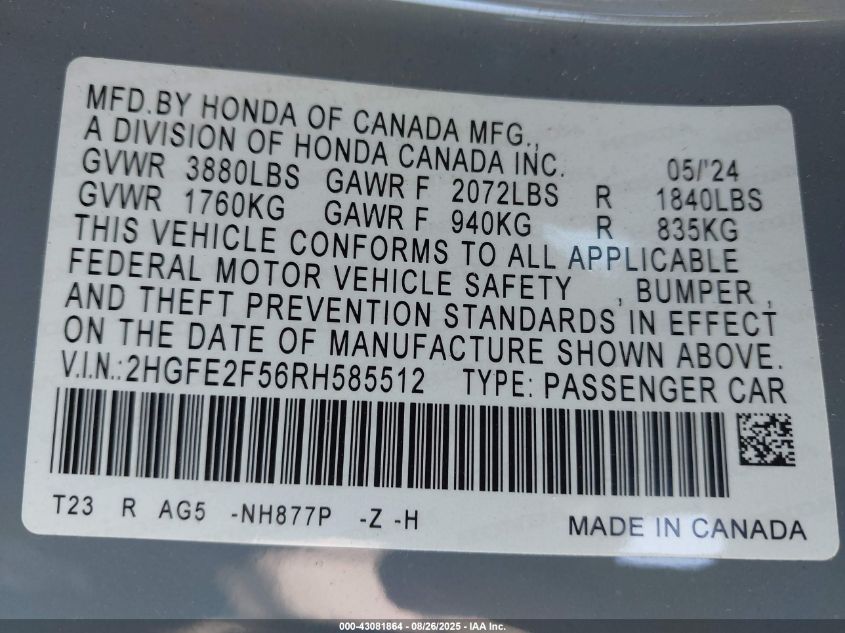 MFD.BY HONDA OF CANADA MFG.,
A DIVISION OF HONDA CANADA INC. 05/'24
GVWR 3880LBS GAWR F 2072LBS R 1840LBS
GVWR 1760KG GAWR F 940KG R 835KG
THIS VEHICLE CONFORMS TO ALL APPLICABLE
FEDERAL MOTOR VEHICLE SAFETY , BUMPER ,
AND THEFT PREVENTION STANDARDS IN EFFECT
ON THE DATE OF MANUFACTURE SHOWN ABOVE.
V.I.N.:2HGFE2F56RH585512 TYPE: PASSENGER CAR
T23 R AG5 -NH877P -Z -H MADE IN CANADA
000-43081864 - 08/26/2025 - IAA Inc.